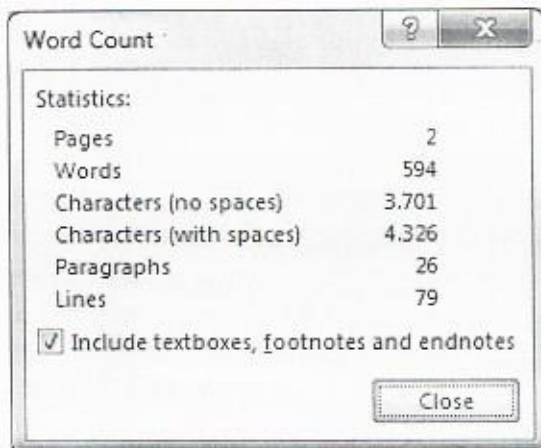 Word Count
Statistics:
Pages 2
Words 594
Characters (no spaces) 3.701
Characters (with spaces) 4.326
Paragraphs 26
Lines 79
Include textboxes, footnotes and endnotes
Close